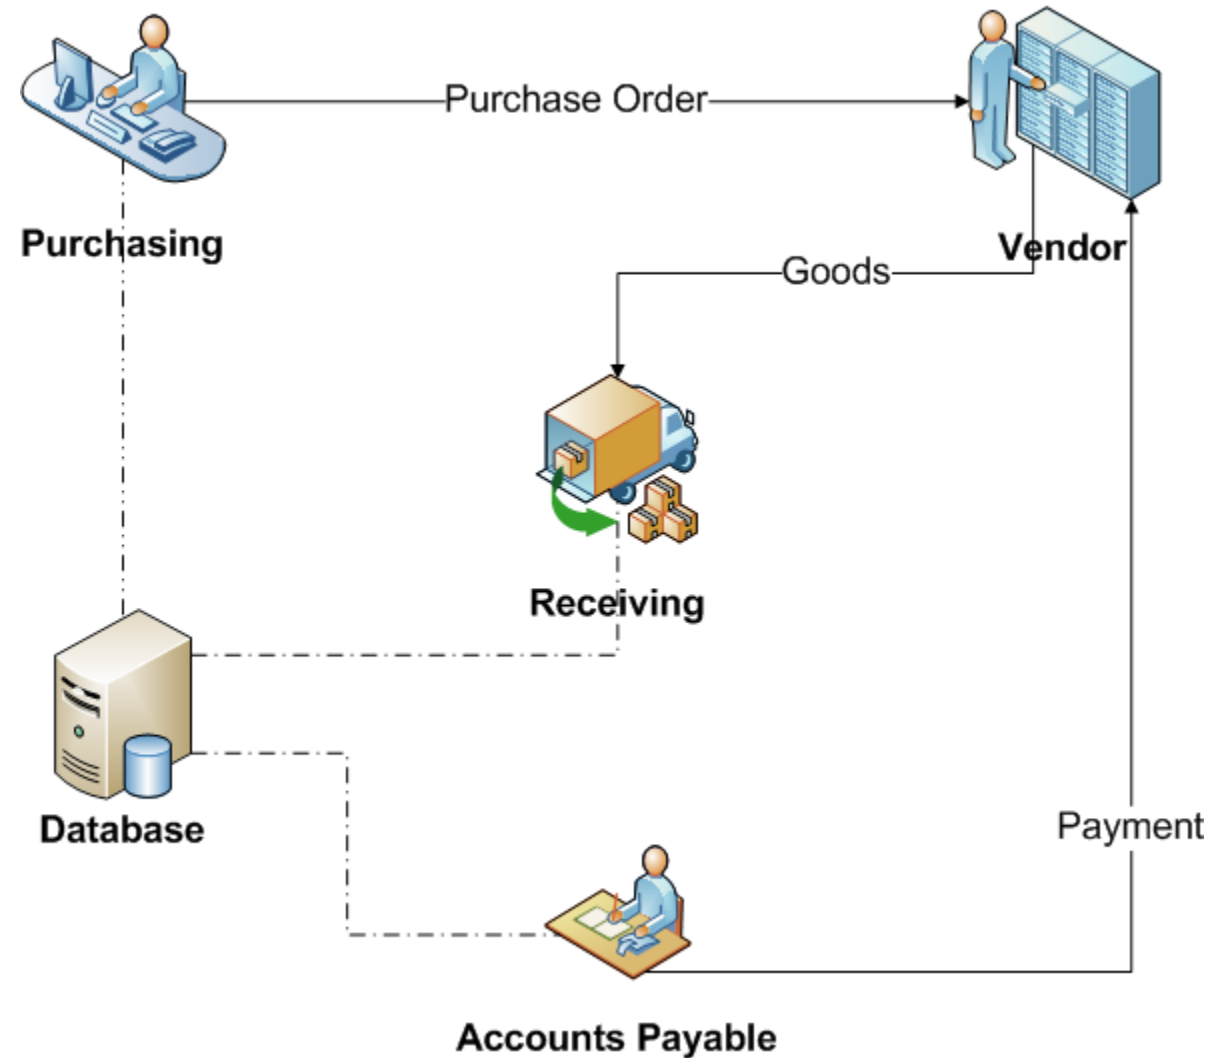 Purchase Order
Purchasing
Vendor
Goods
Receiving
Database
Payment
Accounts Payable